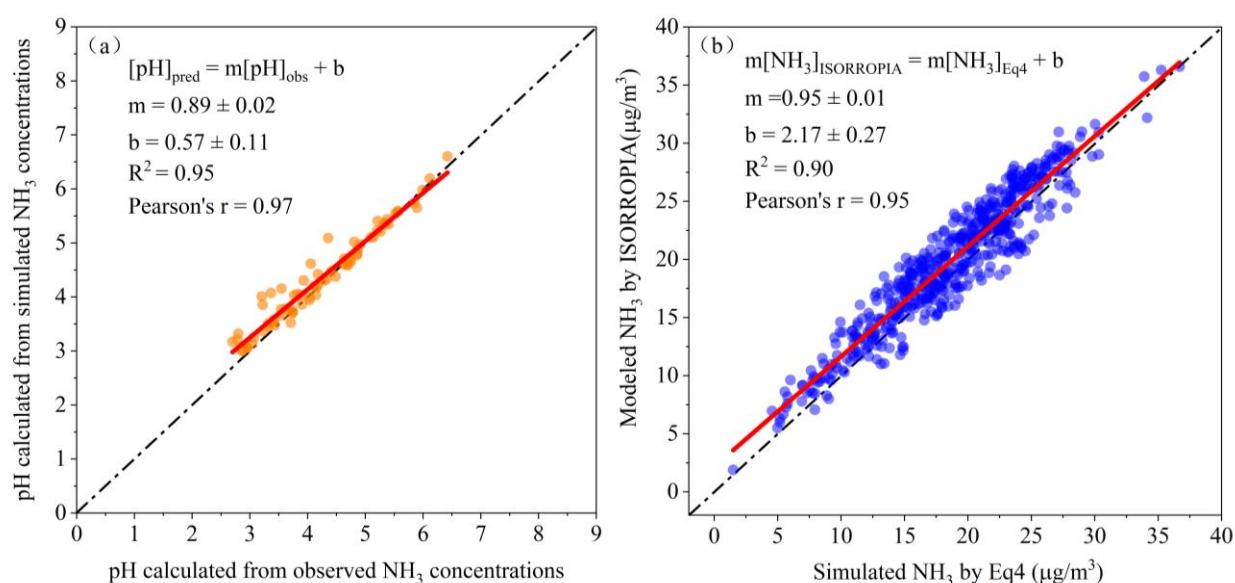 (a)
[pH]pred = m[pH]obs + b
m = 0.89 ± 0.02
b = 0.57 ± 0.11
R² = 0.95
Pearson's r = 0.97
9
8
7
6
5
4
3
2
1
0
0 1 2 3 4 5 6 7 8 9
pH calculated from simulated NH₃ concentrations
pH calculated from observed NH₃ concentrations
(b)
m[NH₃]ISORROPIA = m[NH₃]Eq4 + b
m =0.95 ± 0.01
b = 2.17 ± 0.27
R² = 0.90
Pearson's r = 0.95
40
35
30
25
20
15
10
5
0
0 5 10 15 20 25 30 35 40
Modeled NH₃ by ISORROPIA(μg/m³)
Simulated NH₃ by Eq4 (μg/m³)